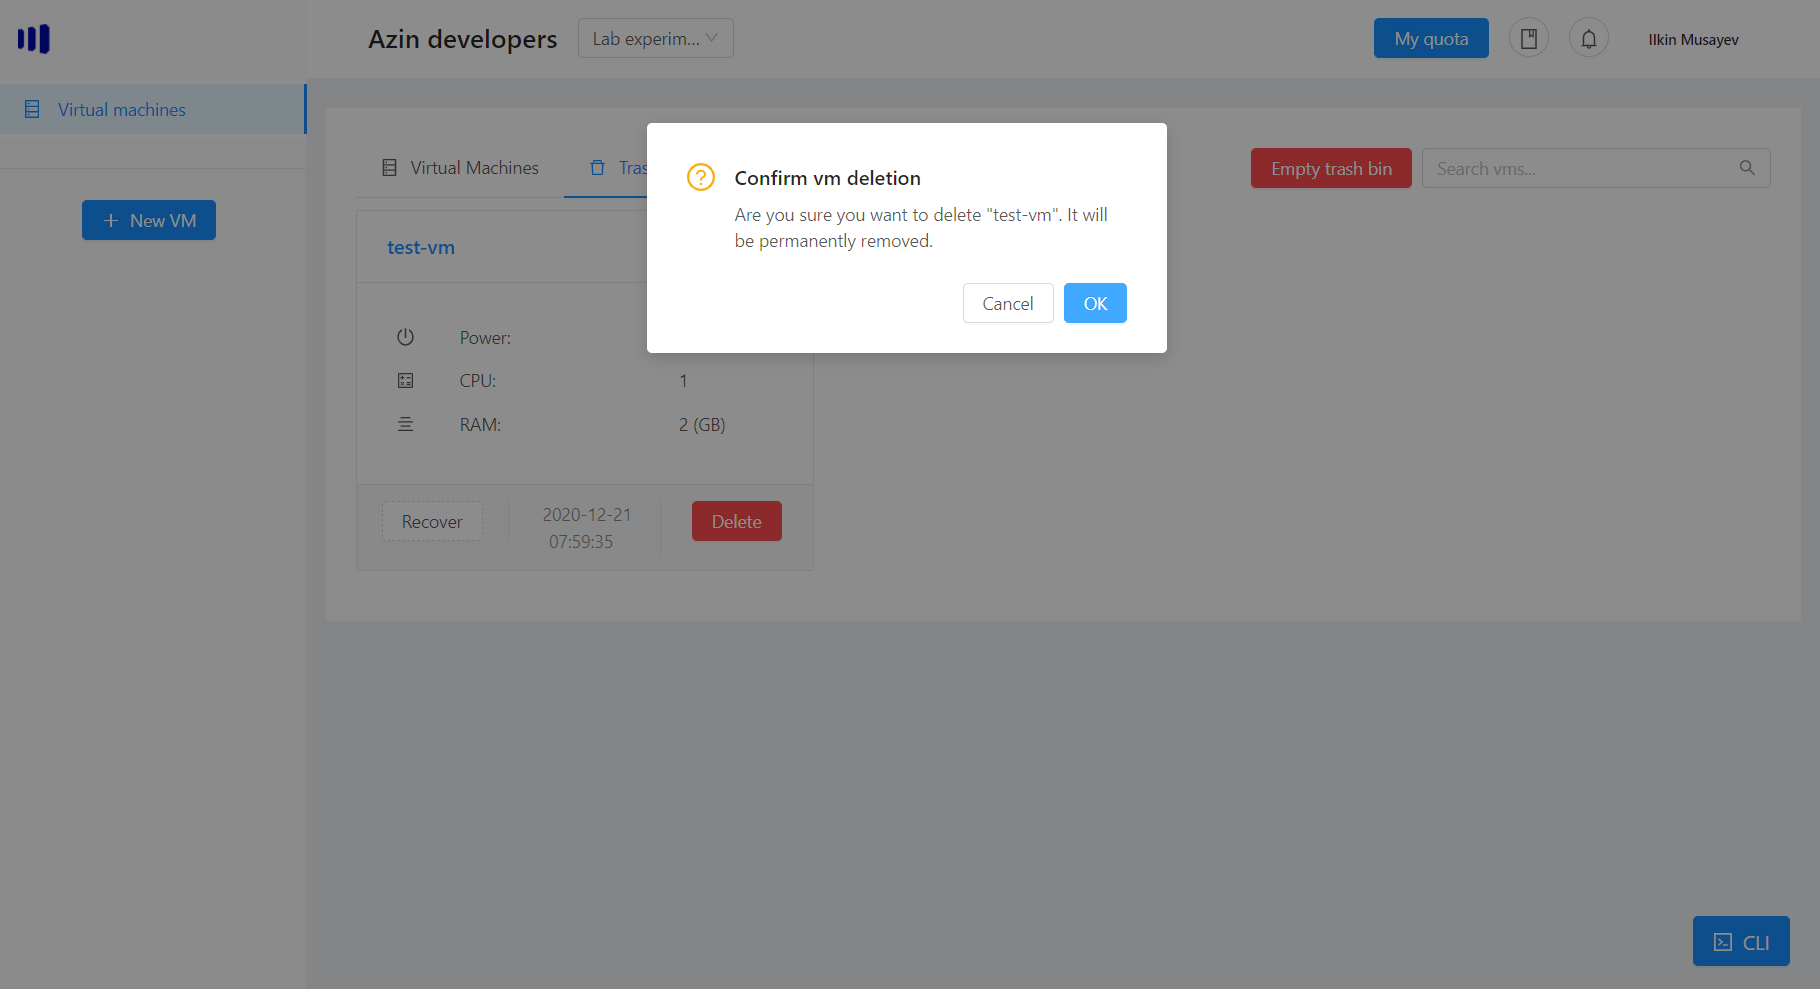 Azin developers
Lab experim...
My quota
Ilkin Musayev
Virtual machines
New VM
Virtual Machines
Tras
Empty trash bin
Search vms...
Confirm vm deletion
Are you sure you want to delete "test-vm". It will
be permanently removed.
Cancel
OK
test-vm
Power:
CPU:
1
RAM:
2 (GB)
Recover
2020-12-21
07:59:35
Delete
CLI